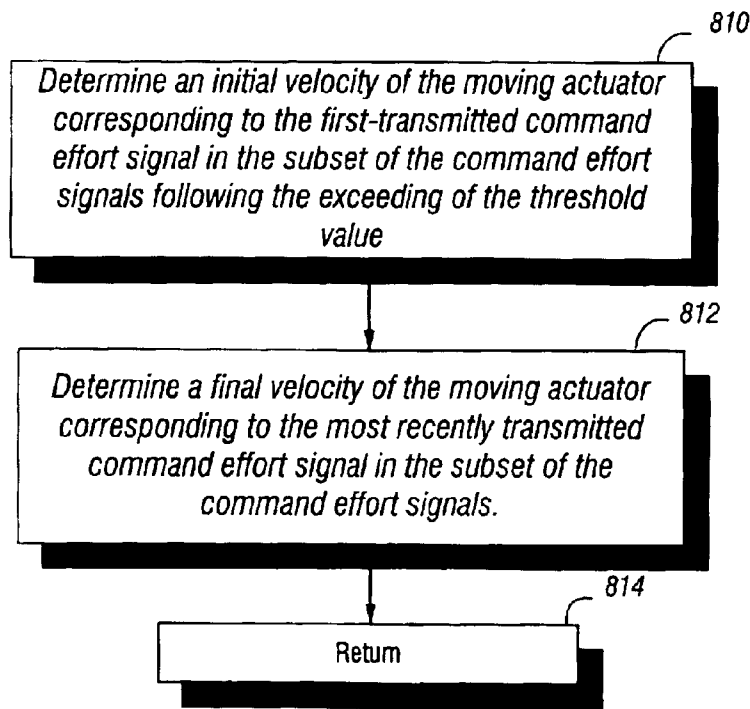 810
Determine an initial velocity of the moving actuator
corresponding to the first-transmitted command
effort signal in the subset of the command effort
signals following the exceeding of the threshold
value
812
Determine a final velocity of the moving actuator
corresponding to the most recently transmitted
command effort signal in the subset of the
command effort signals.
814
Return